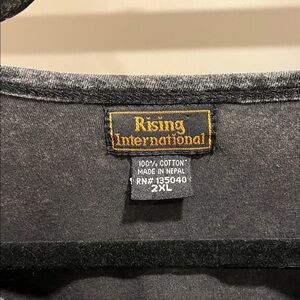 Rising
International
100% COTTON
MADE IN NEPAL
RN# 135040
2XL